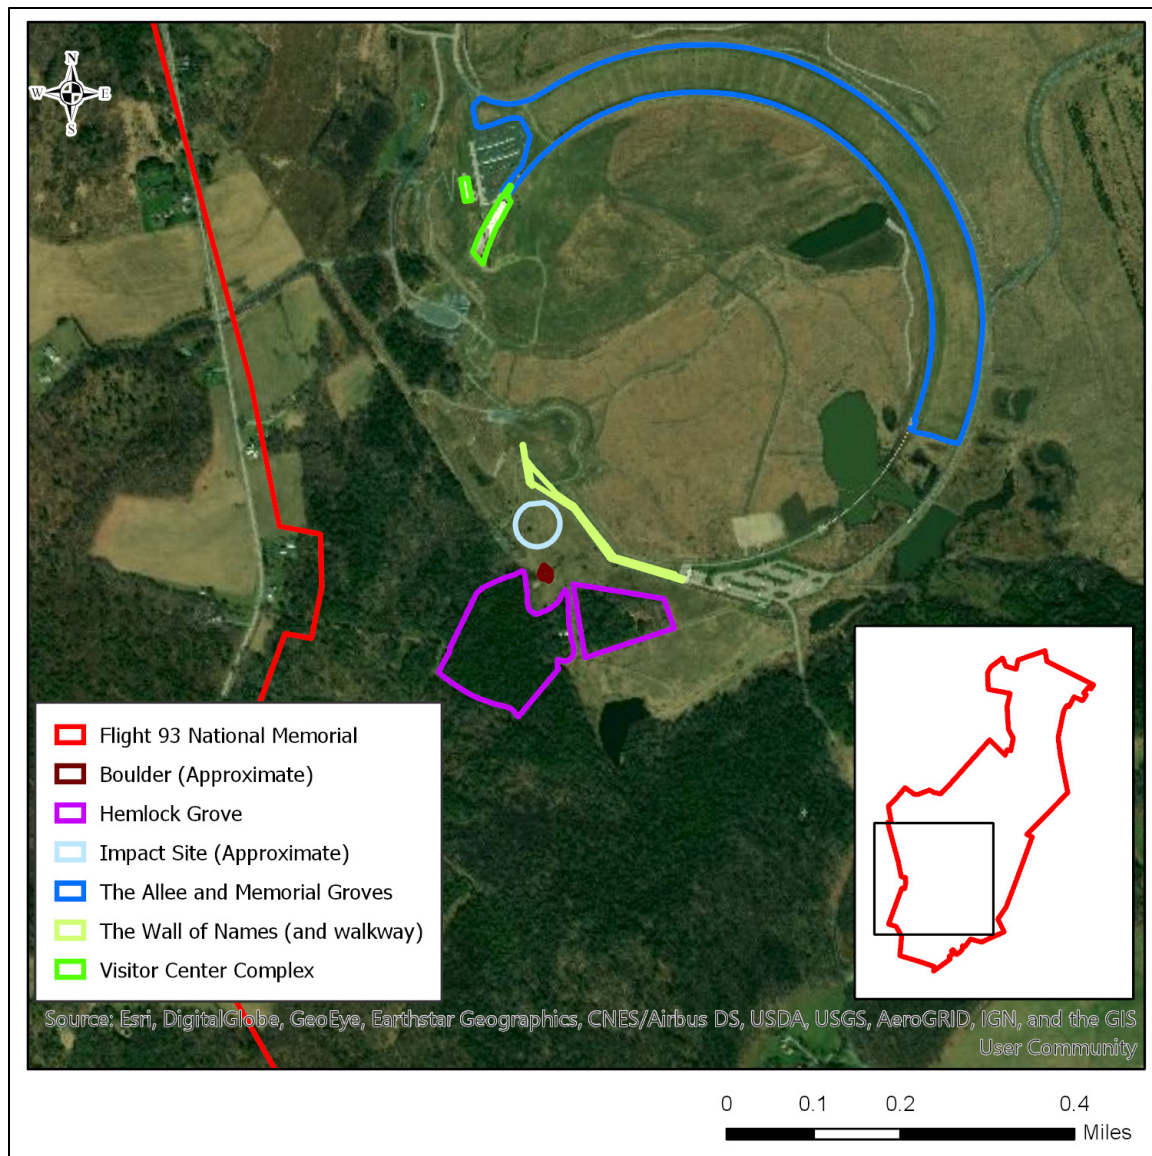 N
W E
S
Flight 93 National Memorial
Boulder (Approximate)
Hemlock Grove
Impact Site (Approximate)
The Allee and Memorial Groves
The Wall of Names (and walkway)
Visitor Center Complex
Source: Esri, DigitalGlobe, GeoEye, Earthstar Geographics, CNES/Airbus DS, USDA, USGS, AeroGRID, IGN, and the GIS
User Community
0 0.1 0.2 0.4
Miles